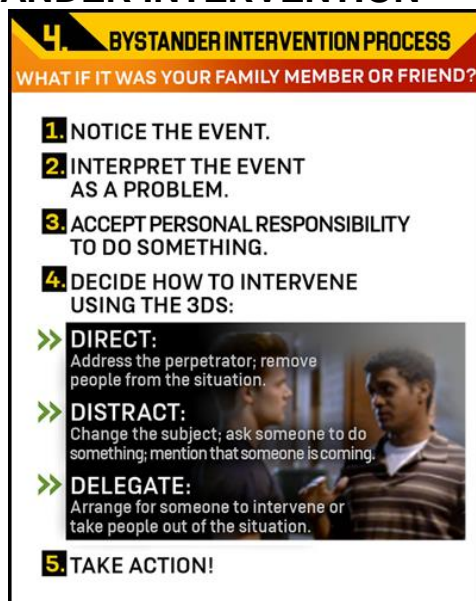 4. BYSTANDER INTERVENTION PROCESS
WHAT IF IT WAS YOUR FAMILY MEMBER OR FRIEND?
1. NOTICE THE EVENT.
2. INTERPRET THE EVENT
AS A PROBLEM.
3. ACCEPT PERSONAL RESPONSIBILITY
TO DO SOMETHING.
4. DECIDE HOW TO INTERVENE
USING THE 3DS:
DIRECT:
Address the perpetrator; remove
people from the situation.
DISTRACT:
Change the subject; ask someone to do
something; mention that someone is coming.
DELEGATE:
Arrange for someone to intervene or
take people out of the situation.
5. TAKE ACTION!